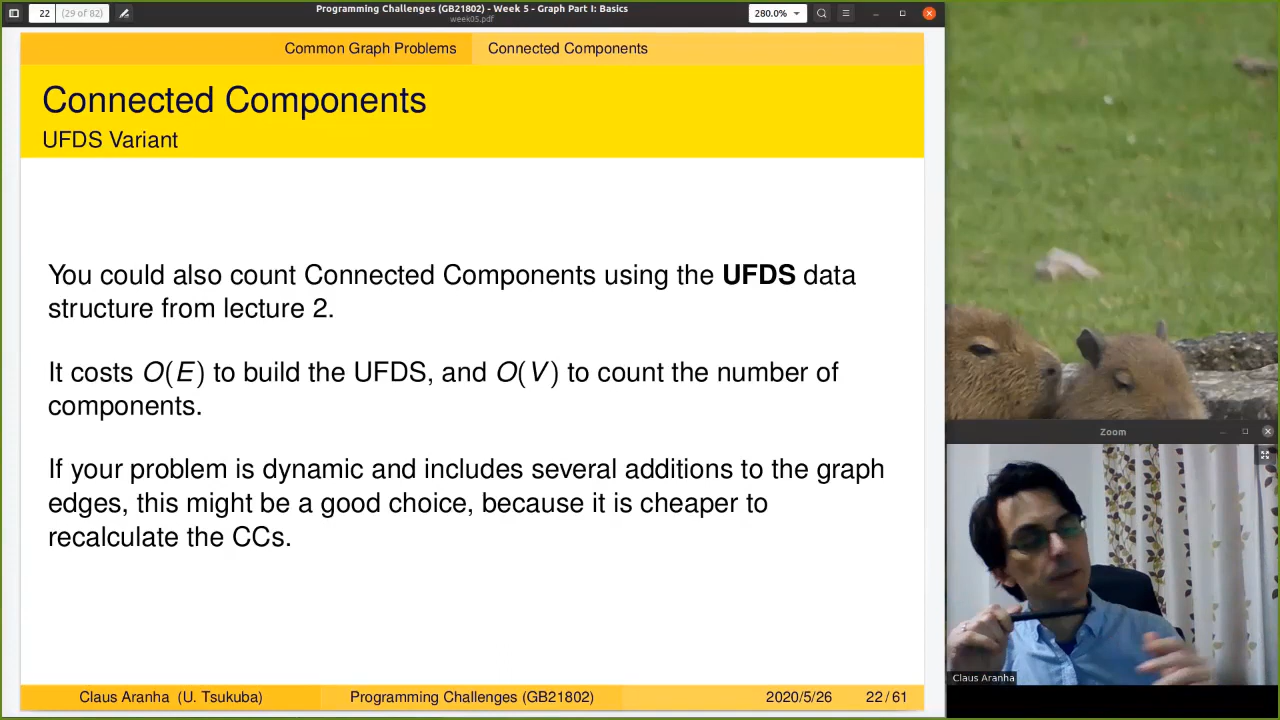 22 (29 of 82)
Programming Challenges (GB21802) - Week 5 - Graph Part I: Basics
week05.pdf
280.0%
Common Graph Problems Connected Components
Connected Components
UFDS Variant
You could also count Connected Components using the UFDS data
structure from lecture 2.
It costs O(E) to build the UFDS, and O(V) to count the number of
components.
If your problem is dynamic and includes several additions to the graph
edges, this might be a good choice, because it is cheaper to
recalculate the CCs.
Claus Aranha (U. Tsukuba) Programming Challenges (GB21802) 2020/5/26 22 / 61
Zoom
Claus Aranha